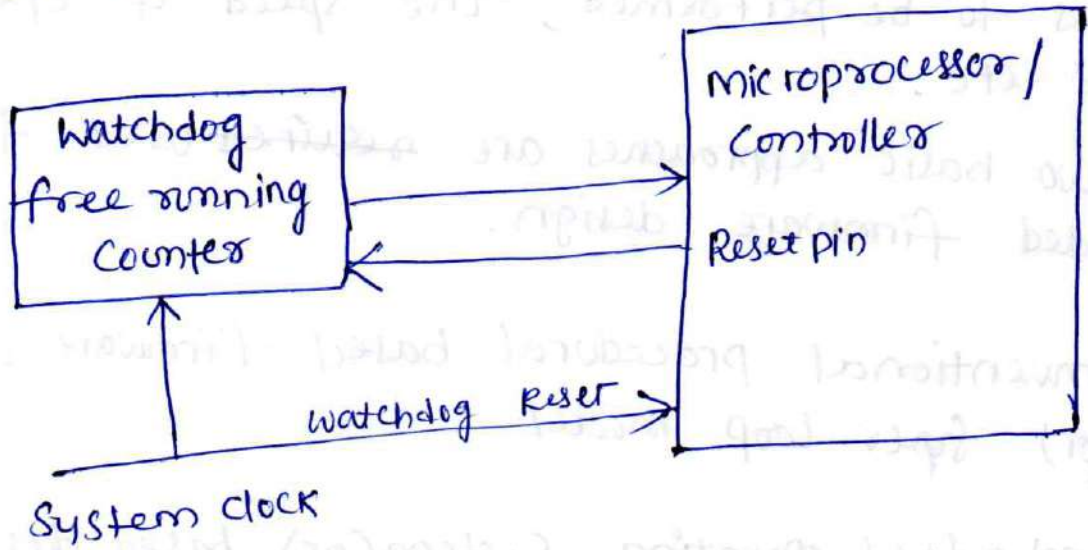 Watchdog
free running
Counter
Microprocessor/
Controller
Reset pin
Watchdog Reset
System clock